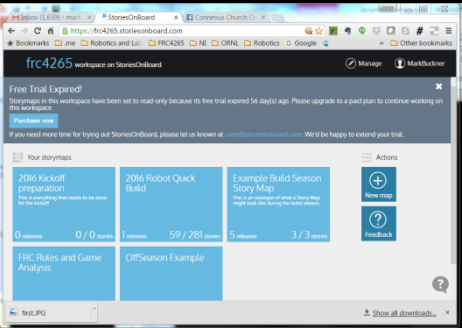 Inbox (1,689) - mark
StoriesOnBoard
Connexus Church O
https://frc4265.storiesonboard.com
Bookmarks
.me
Robotics and Lab
FRC4265
NI
ORNL
Robotics
Google
Other bookmarks
frc4265 workspace on StoriesOnBoard
Manage
MarkBuckner
Free Trial Expired!
Storymaps in this workspace have been set to read-only because its free trial expired 56 day(s) ago. Please upgrade to a paid plan to continue working on
this workspace.
Purchase now
If you need more time for trying out StoriesOnBoard, please let us known at sales@storiesonboard.com. We'd be happy to extend your trial.
Your storymaps
Actions
2016 Kickoff
preparation
This is everything that needs to be done
for the kickoff
0 releases
0 / 0 stories
2016 Robot Quick
Build
1 releases
59 / 281 stories
Example Build Season
Story Map
This is an example of what a Story Map
might look like during the build season
5 releases
3 / 3 stories
New map
Feedback
FRC Rules and Game
Analysis
OffSeason Example
first.JPG
Show all downloads...